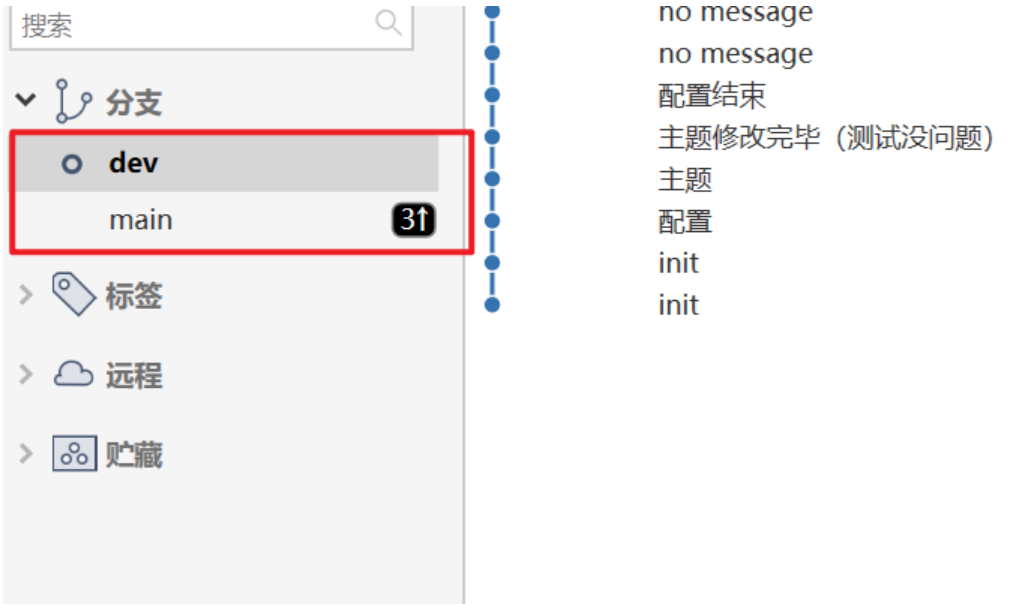 搜索
分支
dev
main 3↑
标签
远程
贮藏
no message
no message
配置结束
主题修改完毕（测试没问题）
主题
配置
init
init